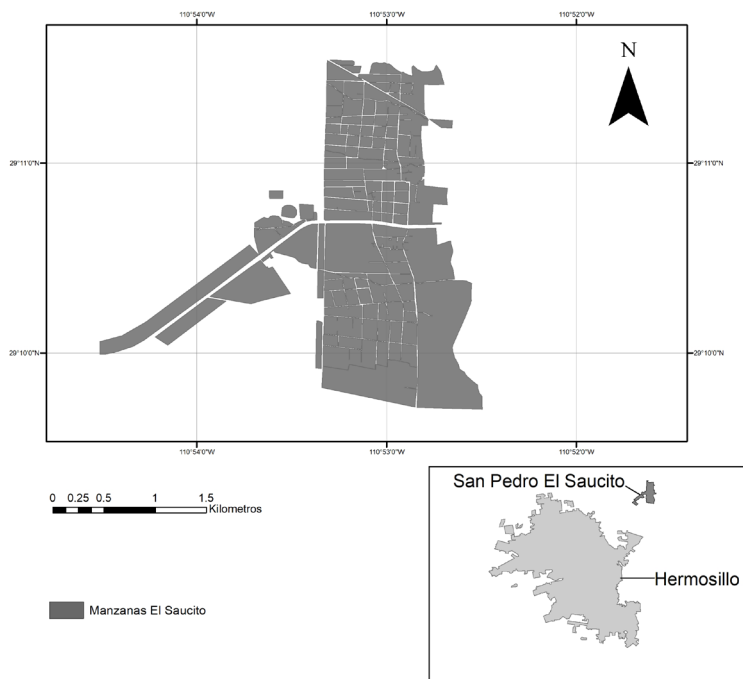 110°54'0"W 110°53'0"W 110°52'0"W
N
29°11'0"N 29°11'0"N
29°10'0"N 29°10'0"N
110°54'0"W 110°53'0"W 110°52'0"W
0 0.25 0.5 1 1.5
Kilometros
Manzanas El Saucito
San Pedro El Saucito
Hermosillo